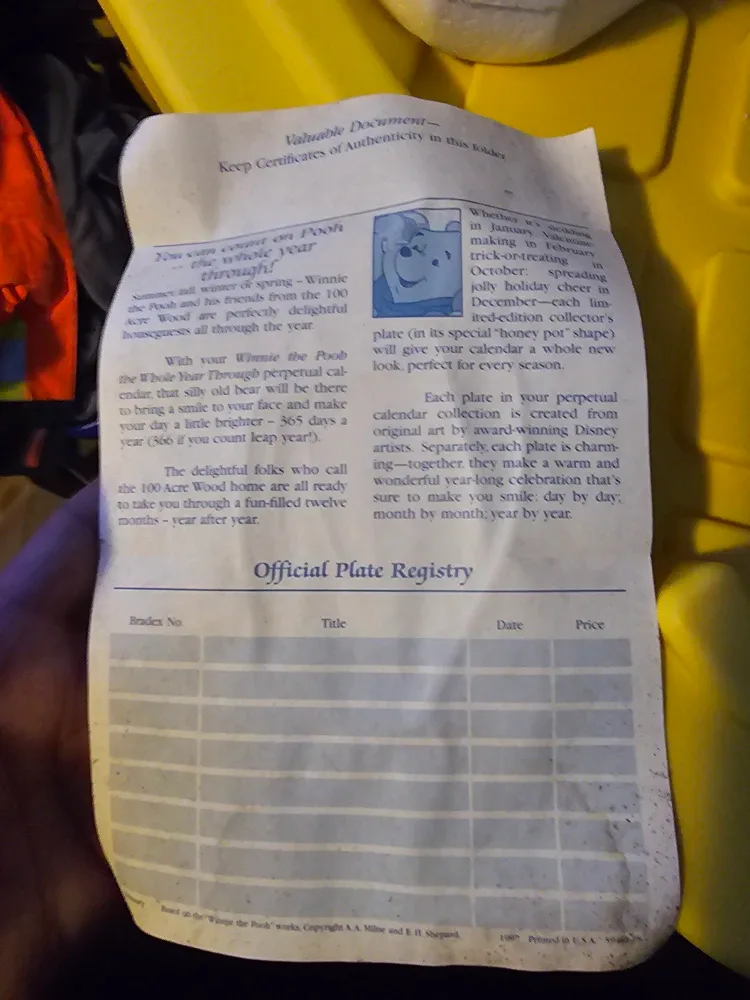 Valuable Document—
Keep Certificates of Authenticity in this folder
You can count on Pooh
– the whole year
through!
Summer, fall, winter or spring – Winnie
the Pooh and his friends from the 100
Acre Wood are perfectly delightful
houseguests all through the year.
With your Winnie the Pooh
the Whole Year Through perpetual cal-
endar, that silly old bear will be there
to bring a smile to your face and make
your day a little brighter – 365 days a
year (366 if you count leap year!).
The delightful folks who call
the 100 Acre Wood home are all ready
to take you through a fun-filled twelve
months – year after year.
Whether it's sledding
in January, Valentine
making in February
trick-or-treating in
October; spreading
jolly holiday cheer in
December—each lim-
ited-edition collector's
plate (in its special "honey pot" shape)
will give your calendar a whole new
look, perfect for every season.
Each plate in your perpetual
calendar collection is created from
original art by award-winning Disney
artists. Separately, each plate is charm-
ing—together, they make a warm and
wonderful year-long celebration that's
sure to make you smile: day by day;
month by month; year by year.
Official Plate Registry
Bradex No. Title Date Price
Based on the "Winnie the Pooh" works, Copyright A.A. Milne and E.H. Shepard.
1997 Printed in U.S.A.